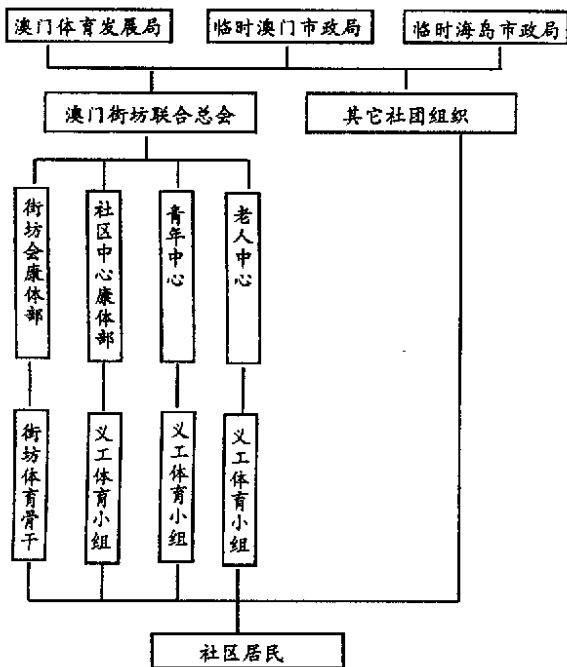 澳门体育发展局
临时澳门市政局
临时海岛市政局
澳门街坊联合总会
其它社团组织
街坊会康体部
社区中心康体部
青年中心
老人中心
街坊体育骨干
义工体育小组
义工体育小组
义工体育小组
社区居民